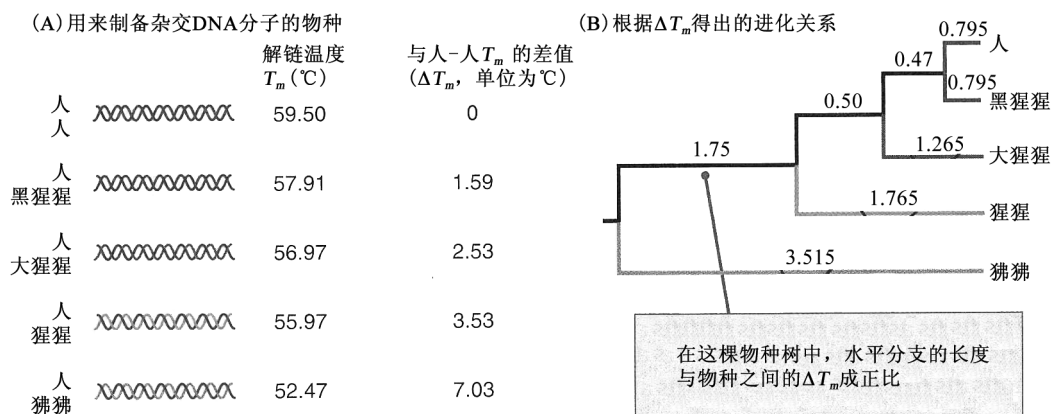 (A)用来制备杂交DNA分子的物种
解链温度
Tm(℃)
与人-人Tm 的差值
(ΔTm，单位为℃)
人
人
59.50
0
人
黑猩猩
57.91
1.59
人
大猩猩
56.97
2.53
人
猩猩
55.97
3.53
人
狒狒
52.47
7.03
(B)根据ΔTm得出的进化关系
0.795
人
0.47
0.795
黑猩猩
0.50
1.265
大猩猩
1.75
1.765
猩猩
3.515
狒狒
在这棵物种树中，水平分支的长度
与物种之间的ΔTm成正比